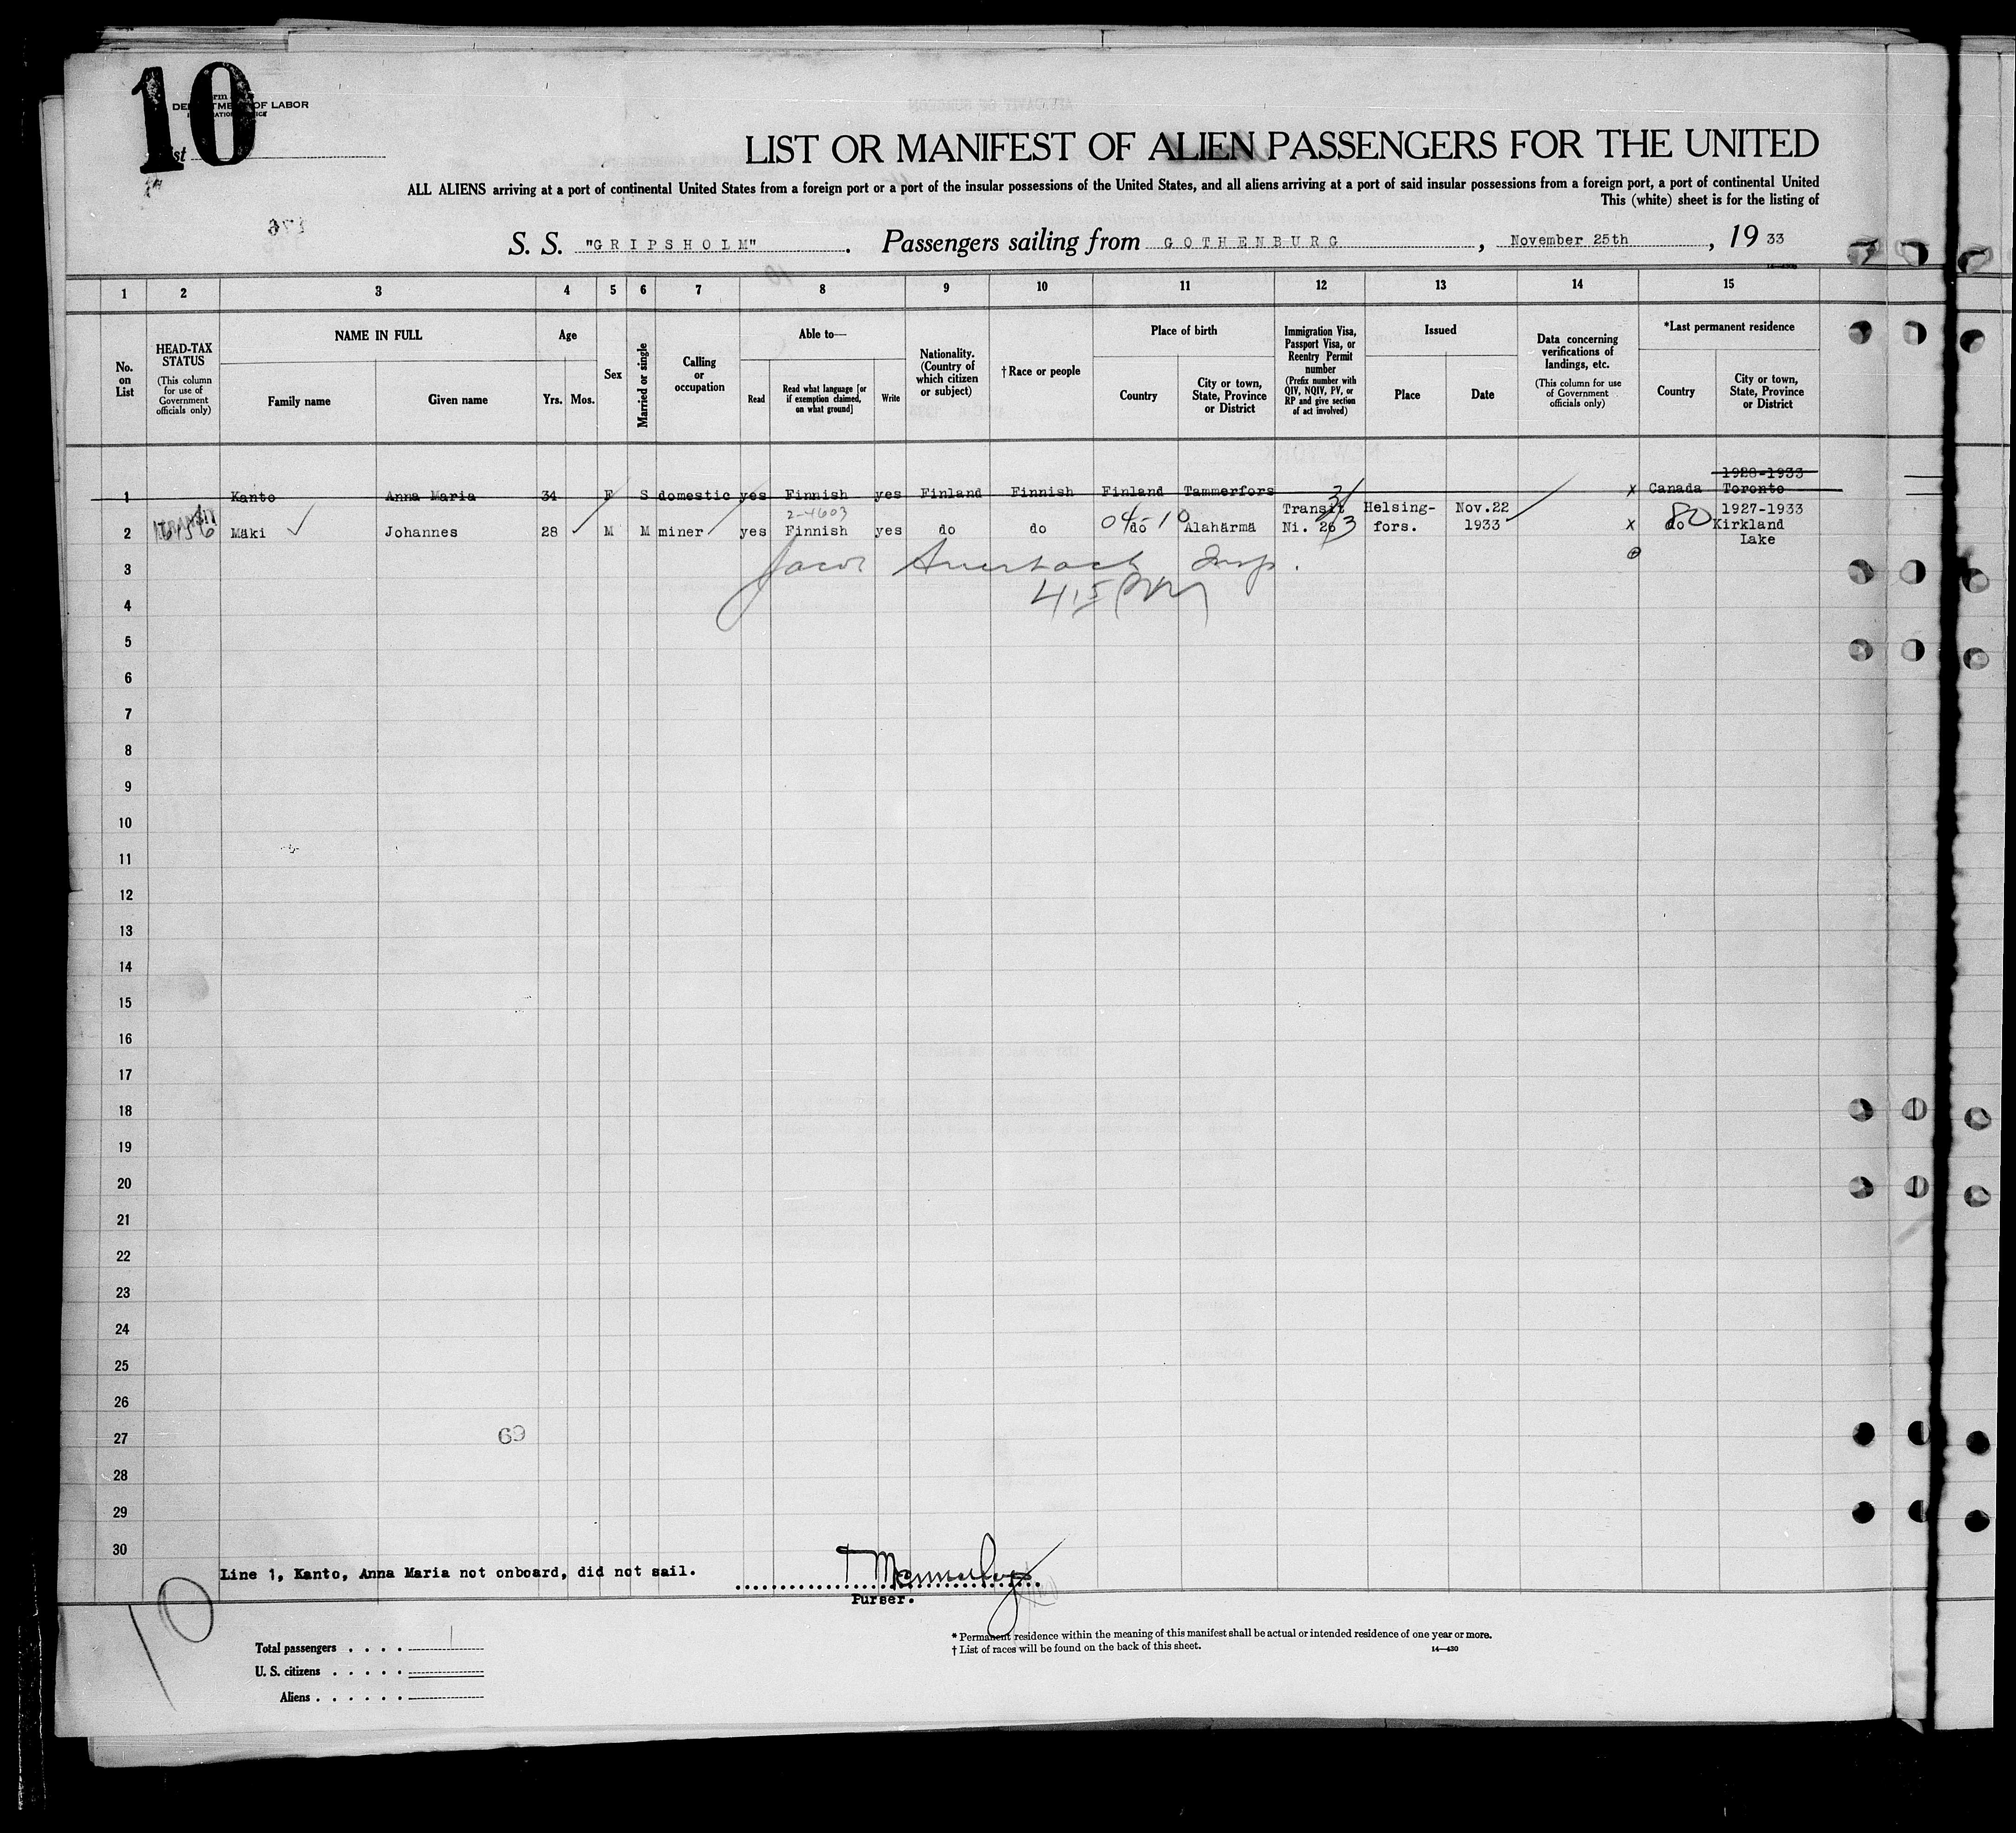 10
DEPARTMENT OF LABOR
LIST OR MANIFEST OF ALIEN PASSENGERS FOR THE UNITED
ALL ALIENS arriving at a port of continental United States from a foreign port or a port of the insular possessions of the United States, and all aliens arriving at a port of said insular possessions from a foreign port, a port of continental United
This (white) sheet is for the listing of
S. S. "GRIPSHOLM". Passengers sailing from GOTHENBURG, November 25th, 19 33
1 2 3 4 5 6 7 8 9 10 11 12 13 14 15
No. on List
HEAD-TAX STATUS (This column for use of Government officials only)
NAME IN FULL
Family name Given name
Age
Yrs. Mos.
Sex
Married or single
Calling or occupation
Able to—
Read
Read what language [or if exemption claimed, on what ground]
Write
Nationality. (Country of which citizen or subject)
†Race or people
Place of birth
Country
City or town, State, Province or District
Immigration Visa, Passport Visa, or Reentry Permit number (Prefix number with QIV, NQIV, PV, or RP and give section of act involved)
Issued
Place Date
Data concerning verifications of landings, etc. (This column for use of Government officials only)
*Last permanent residence
Country
City or town, State, Province or District
1928-1933
1 Kanto Anna Maria 34 F S domestic yes Finnish yes Finland Finnish Finland Tammerfors x Canada Toronto
2-4603
Transit Helsing- Nov.22 1927-1933
2 Mäki Johannes 28 M M miner yes Finnish yes do do do Alahärmä Ni. 26 fors. 1933 x do 80 Kirkland
Lake
3
Jacob Auerbach Insp.
4
415 PM
5
6
7
8
9
10
11
12
13
14
15
16
17
18
19
20
21
22
23
24
25
26
27
69
28
29
30
Line 1, Kanto, Anna Maria not onboard, did not sail.
Purser.
10
Total passengers . . . . 1
U. S. citizens . . . . .
Aliens . . . . . .
* Permanent residence within the meaning of this manifest shall be actual or intended residence of one year or more.
† List of races will be found on the back of this sheet.
14—430